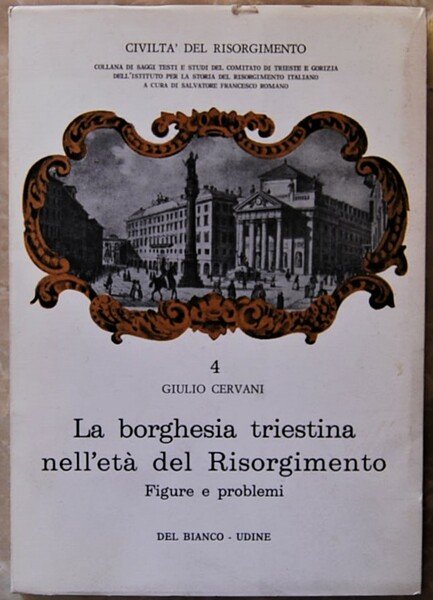 CIVILTA' DEL RISORGIMENTO
COLLANA DI SAGGI TESTI E STUDI DEL COMITATO DI TRIESTE E GORIZIA
DELL'ISTITUTO PER LA STORIA DEL RISORGIMENTO ITALIANO
A CURA DI SALVATORE FRANCESCO ROMANO
4
GIULIO CERVANI
La borghesia triestina
nell'età del Risorgimento
Figure e problemi
DEL BIANCO - UDINE